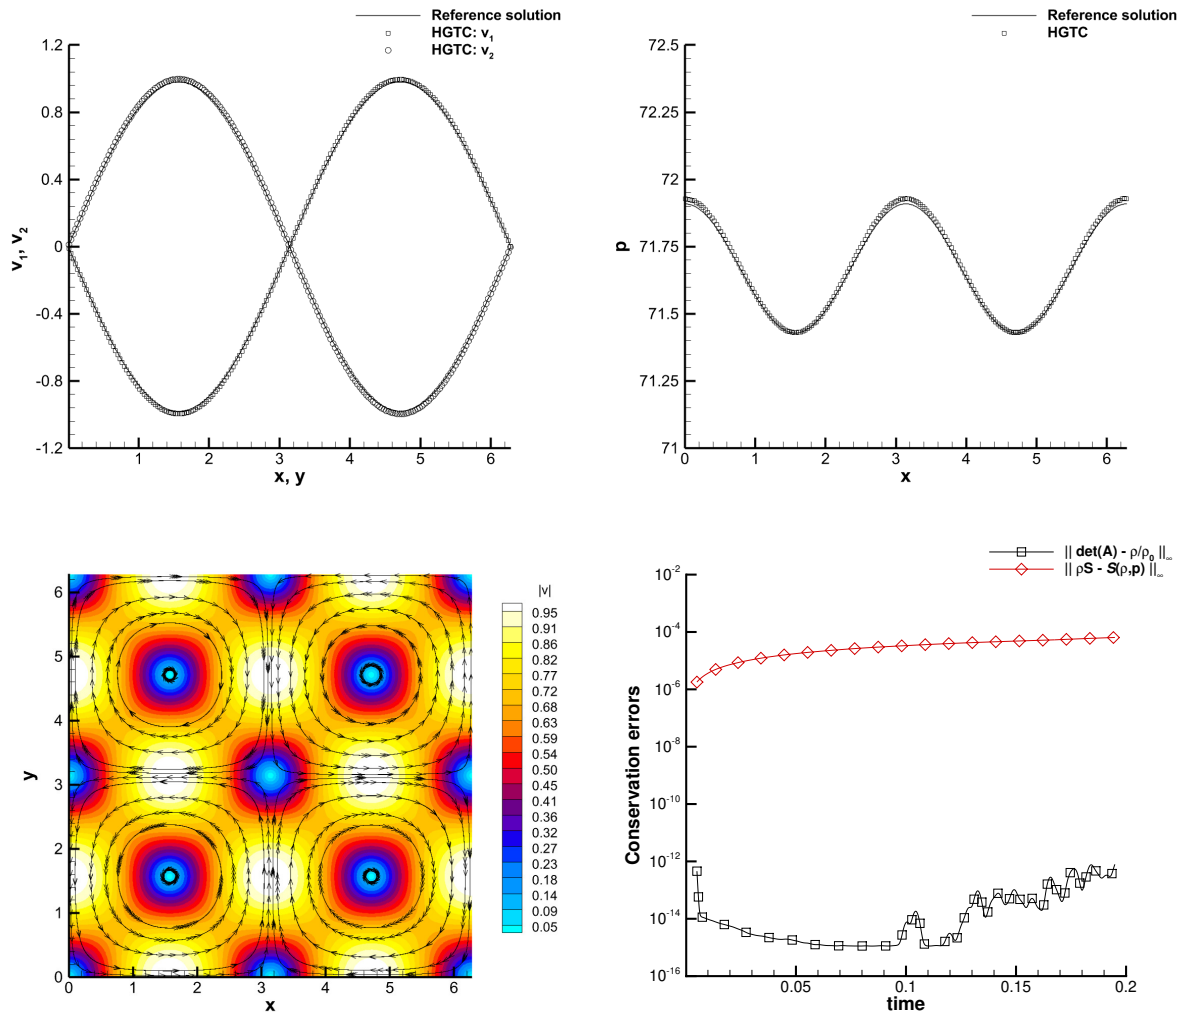 Reference solution
HGTC: v₁
HGTC: v₂
1.2
0.8
0.4
0
-0.4
-0.8
-1.2
v₁, v₂
1 2 3 4 5 6
x, y
Reference solution
HGTC
72.5
72.25
72
71.75
71.5
71.25
71
p
0 1 2 3 4 5 6
x
6
5
4
3
2
1
0
y
0 1 2 3 4 5 6
x
|v|
0.95
0.91
0.86
0.82
0.77
0.72
0.68
0.63
0.59
0.54
0.50
0.45
0.41
0.36
0.32
0.27
0.23
0.18
0.14
0.09
0.05
|| det(A) - ρ/ρ₀ ||∞
|| ρS - S(ρ,p) ||∞
10⁻²
10⁻⁴
10⁻⁶
10⁻⁸
10⁻¹⁰
10⁻¹²
10⁻¹⁴
10⁻¹⁶
Conservation errors
0.05 0.1 0.15 0.2
time